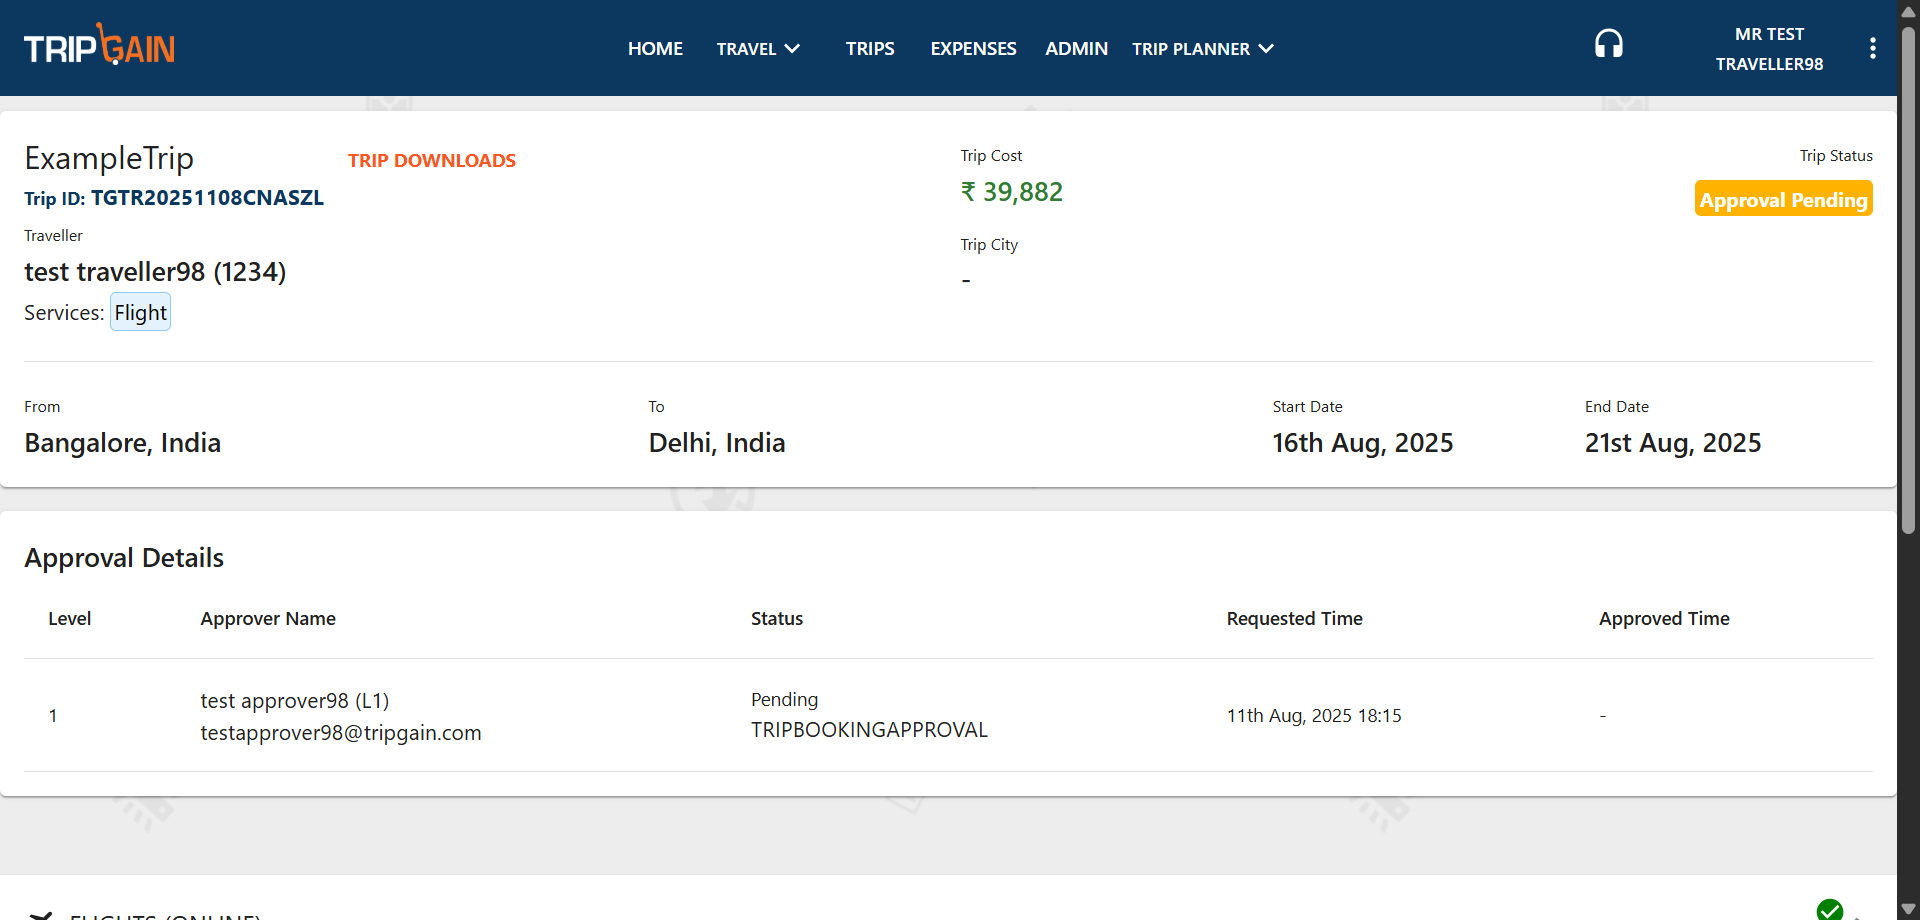 TRIPGAIN
HOME
TRAVEL
TRIPS
EXPENSES
ADMIN
TRIP PLANNER
MR TEST
TRAVELLER98
ExampleTrip
TRIP DOWNLOADS
Trip ID: TGTR20251108CNASZL
Traveller
test traveller98 (1234)
Services: Flight
Trip Cost
₹ 39,882
Trip City
-
Trip Status
Approval Pending
From
Bangalore, India
To
Delhi, India
Start Date
16th Aug, 2025
End Date
21st Aug, 2025
Approval Details
Level
Approver Name
Status
Requested Time
Approved Time
1
test approver98 (L1)
testapprover98@tripgain.com
Pending
TRIPBOOKINGAPPROVAL
11th Aug, 2025 18:15
-
FLIGHTS (ONLINE)